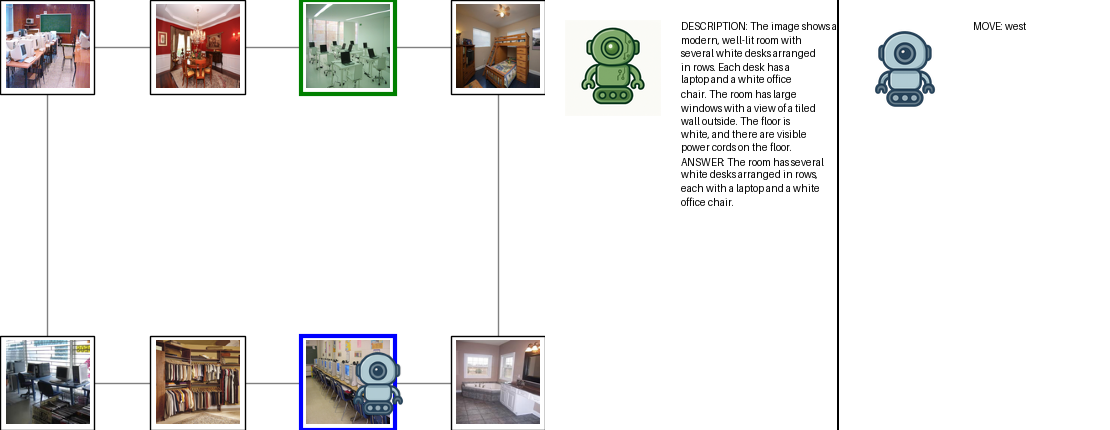 DESCRIPTION: The image shows a
modern, well-lit room with
several white desks arranged
in rows. Each desk has a
laptop and a white office
chair. The room has large
windows with a view of a tiled
wall outside. The floor is
white, and there are visible
power cords on the floor.
ANSWER: The room has several
white desks arranged in rows,
each with a laptop and a white
office chair.
MOVE: west